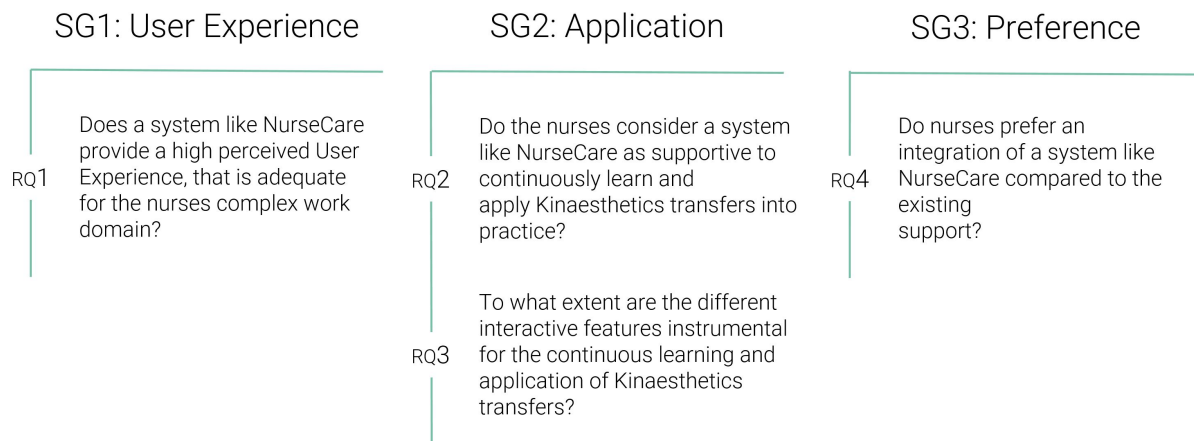 SG1: User Experience
RQ1
Does a system like NurseCare
provide a high perceived User
Experience, that is adequate
for the nurses complex work
domain?
SG2: Application
RQ2
Do the nurses consider a system
like NurseCare as supportive to
continuously learn and
apply Kinaesthetics transfers into
practice?
RQ3
To what extent are the different
interactive features instrumental
for the continuous learning and
application of Kinaesthetics
transfers?
SG3: Preference
RQ4
Do nurses prefer an
integration of a system like
NurseCare compared to the
existing
support?